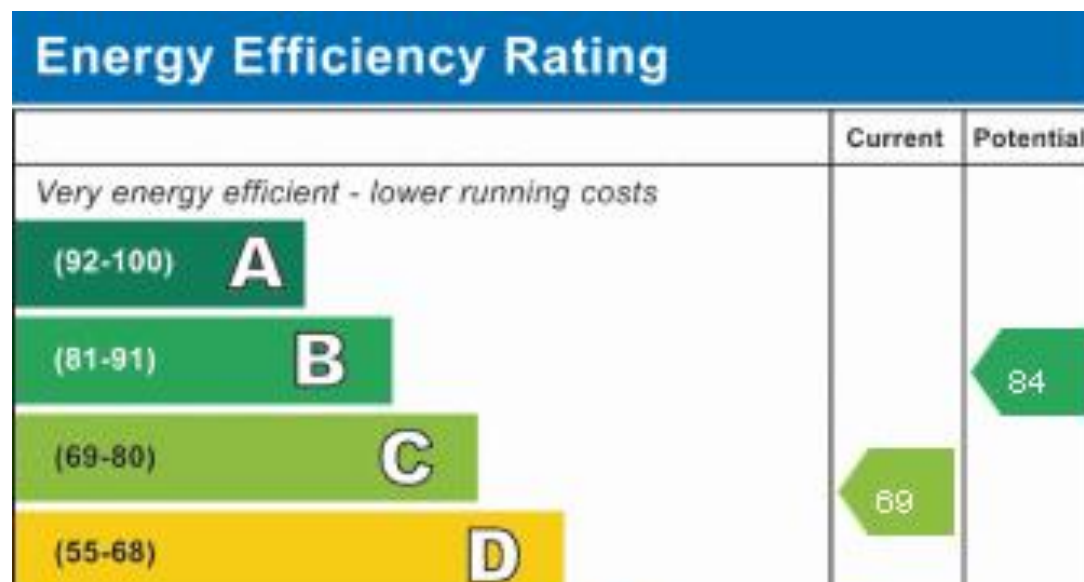 Energy Efficiency Rating
Current Potential
Very energy efficient - lower running costs
(92-100) A
(81-91) B
84
(69-80) C
69
(55-68) D